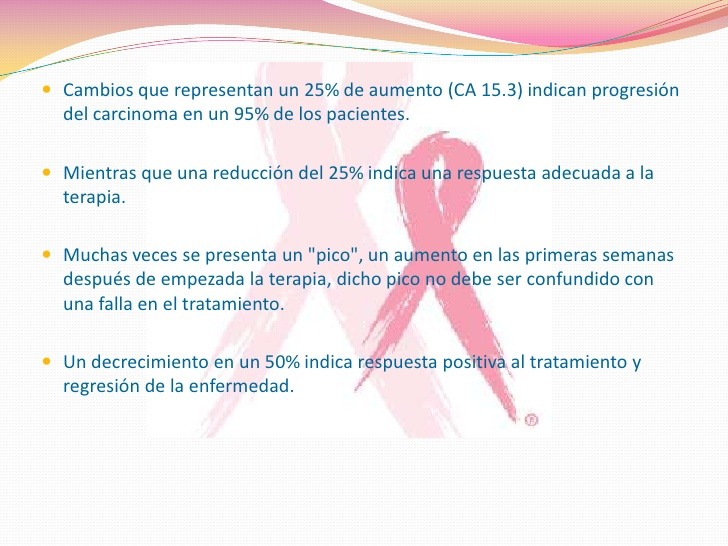 • Cambios que representan un 25% de aumento (CA 15.3) indican progresión
del carcinoma en un 95% de los pacientes.
• Mientras que una reducción del 25% indica una respuesta adecuada a la
terapia.
• Muchas veces se presenta un "pico", un aumento en las primeras semanas
después de empezada la terapia, dicho pico no debe ser confundido con
una falla en el tratamiento.
• Un decrecimiento en un 50% indica respuesta positiva al tratamiento y
regresión de la enfermedad.
®